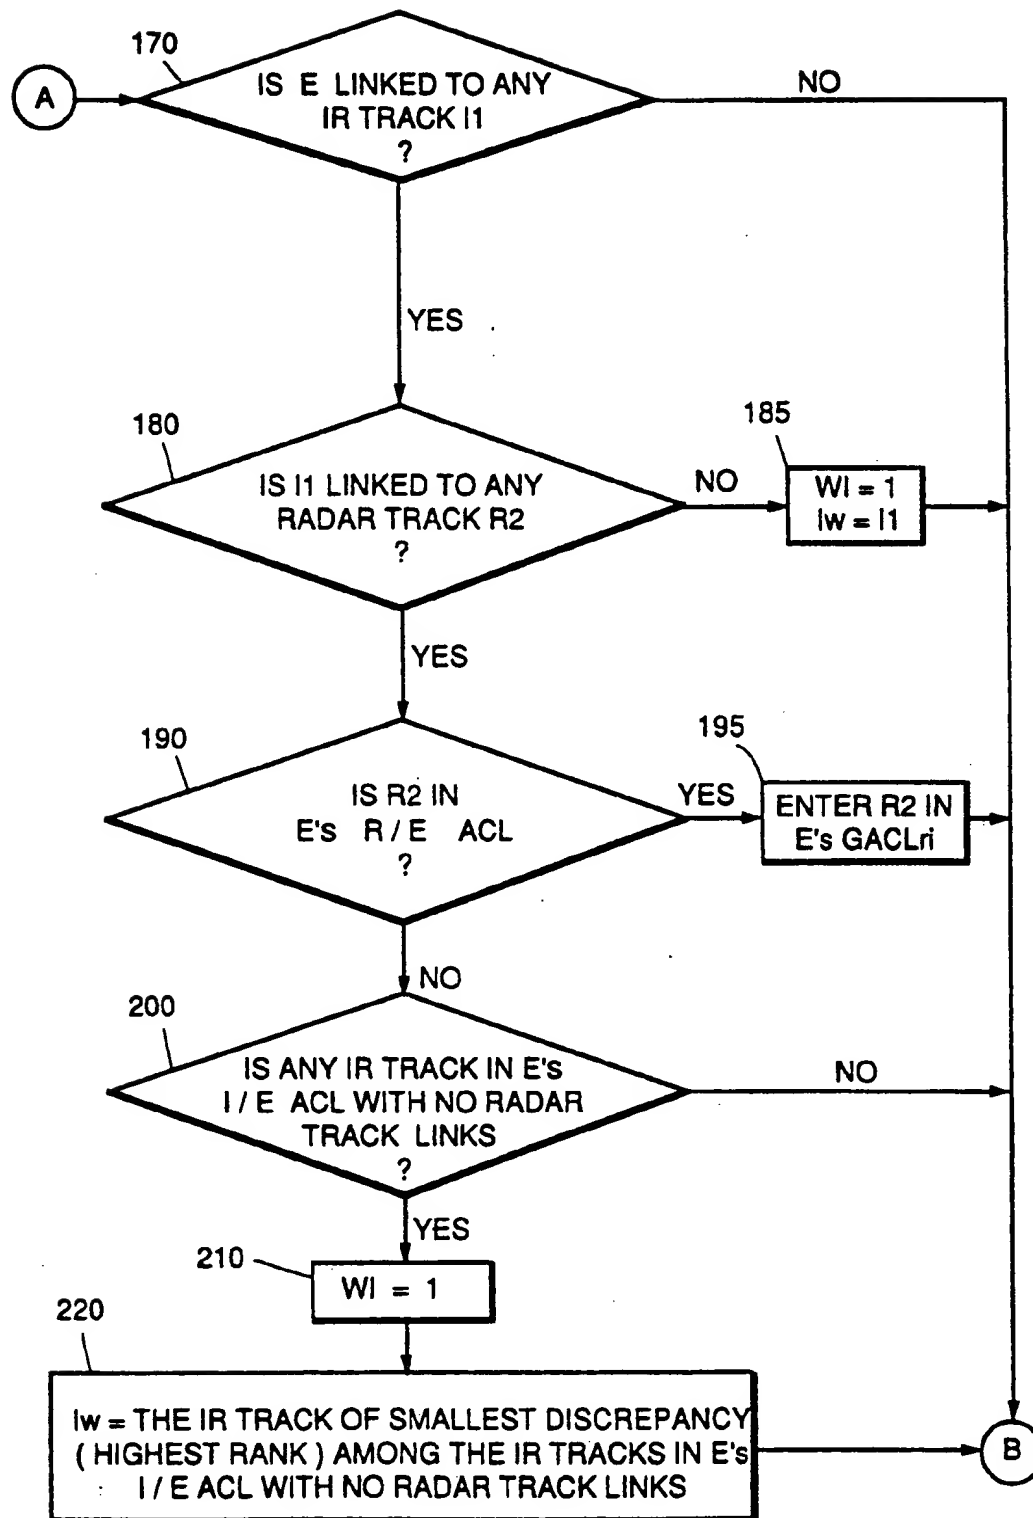 170
A
IS E LINKED TO ANY
IR TRACK I1
?
NO
YES
180
IS I1 LINKED TO ANY
RADAR TRACK R2
?
NO
185
WI = 1
Iw = I1
YES
190
IS R2 IN
E's R / E ACL
?
YES
195
ENTER R2 IN
E's GACLri
NO
200
IS ANY IR TRACK IN E's
I / E ACL WITH NO RADAR
TRACK LINKS
?
NO
YES
210
WI = 1
220
Iw = THE IR TRACK OF SMALLEST DISCREPANCY
( HIGHEST RANK ) AMONG THE IR TRACKS IN E's
I / E ACL WITH NO RADAR TRACK LINKS
B